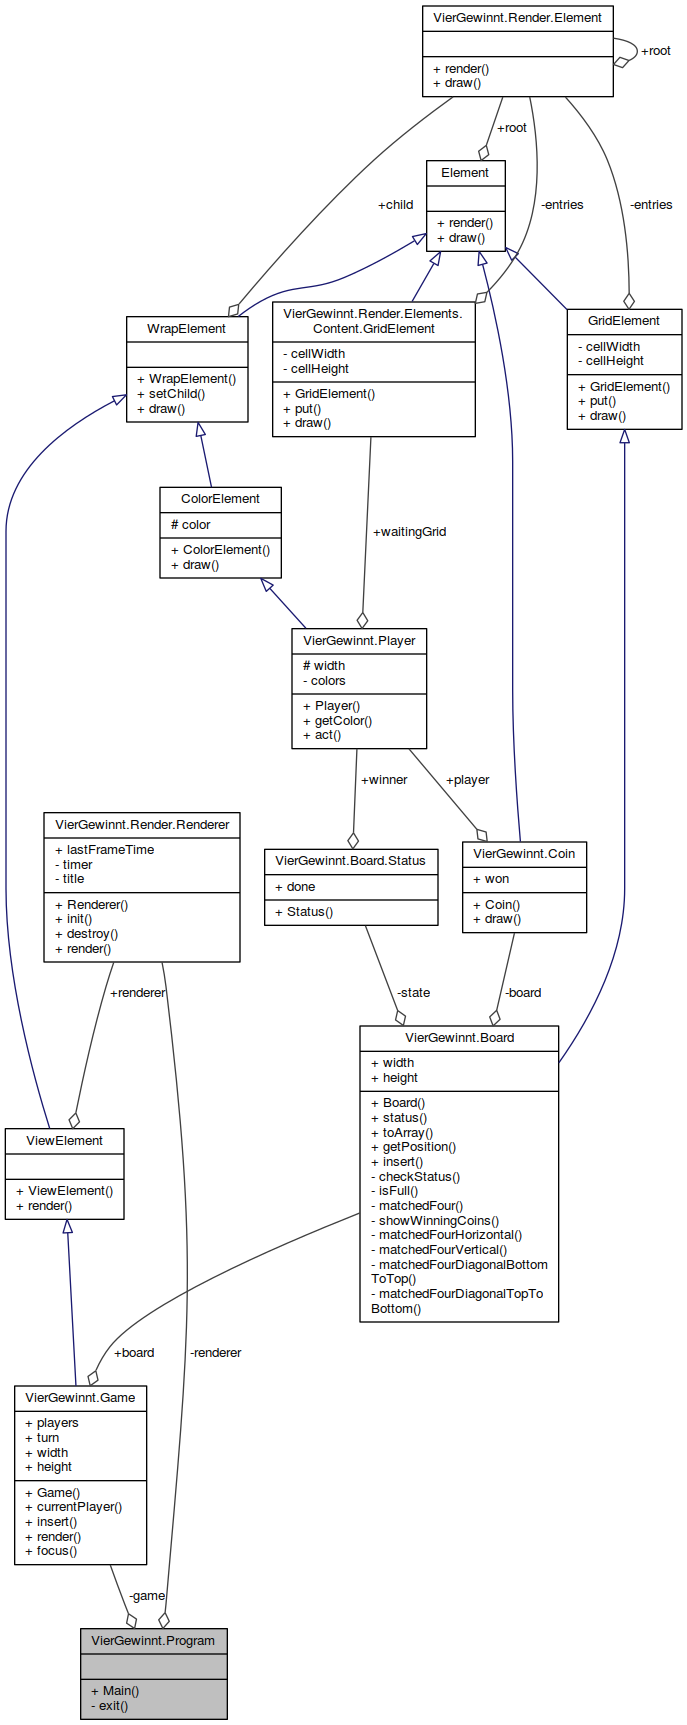 VierGewinnt.Render.Element
+ render()
+ draw()
+root
+root
Element
+ render()
+ draw()
+child
-entries
-entries
WrapElement
+ WrapElement()
+ setChild()
+ draw()
VierGewinnt.Render.Elements.
Content.GridElement
- cellWidth
- cellHeight
+ GridElement()
+ put()
+ draw()
GridElement
- cellWidth
- cellHeight
+ GridElement()
+ put()
+ draw()
ColorElement
# color
+ ColorElement()
+ draw()
+waitingGrid
VierGewinnt.Player
# width
- colors
+ Player()
+ getColor()
+ act()
+winner
+player
VierGewinnt.Render.Renderer
+ lastFrameTime
- timer
- title
+ Renderer()
+ init()
+ destroy()
+ render()
VierGewinnt.Board.Status
+ done
+ Status()
VierGewinnt.Coin
+ won
+ Coin()
+ draw()
+renderer
-state
-board
VierGewinnt.Board
+ width
+ height
+ Board()
+ status()
+ toArray()
+ getPosition()
+ insert()
- checkStatus()
- isFull()
- matchedFour()
- showWinningCoins()
- matchedFourHorizontal()
- matchedFourVertical()
- matchedFourDiagonalBottom
ToTop()
- matchedFourDiagonalTopTo
Bottom()
ViewElement
+ ViewElement()
+ render()
+board
-renderer
VierGewinnt.Game
+ players
+ turn
+ width
+ height
+ Game()
+ currentPlayer()
+ insert()
+ render()
+ focus()
-game
VierGewinnt.Program
+ Main()
- exit()